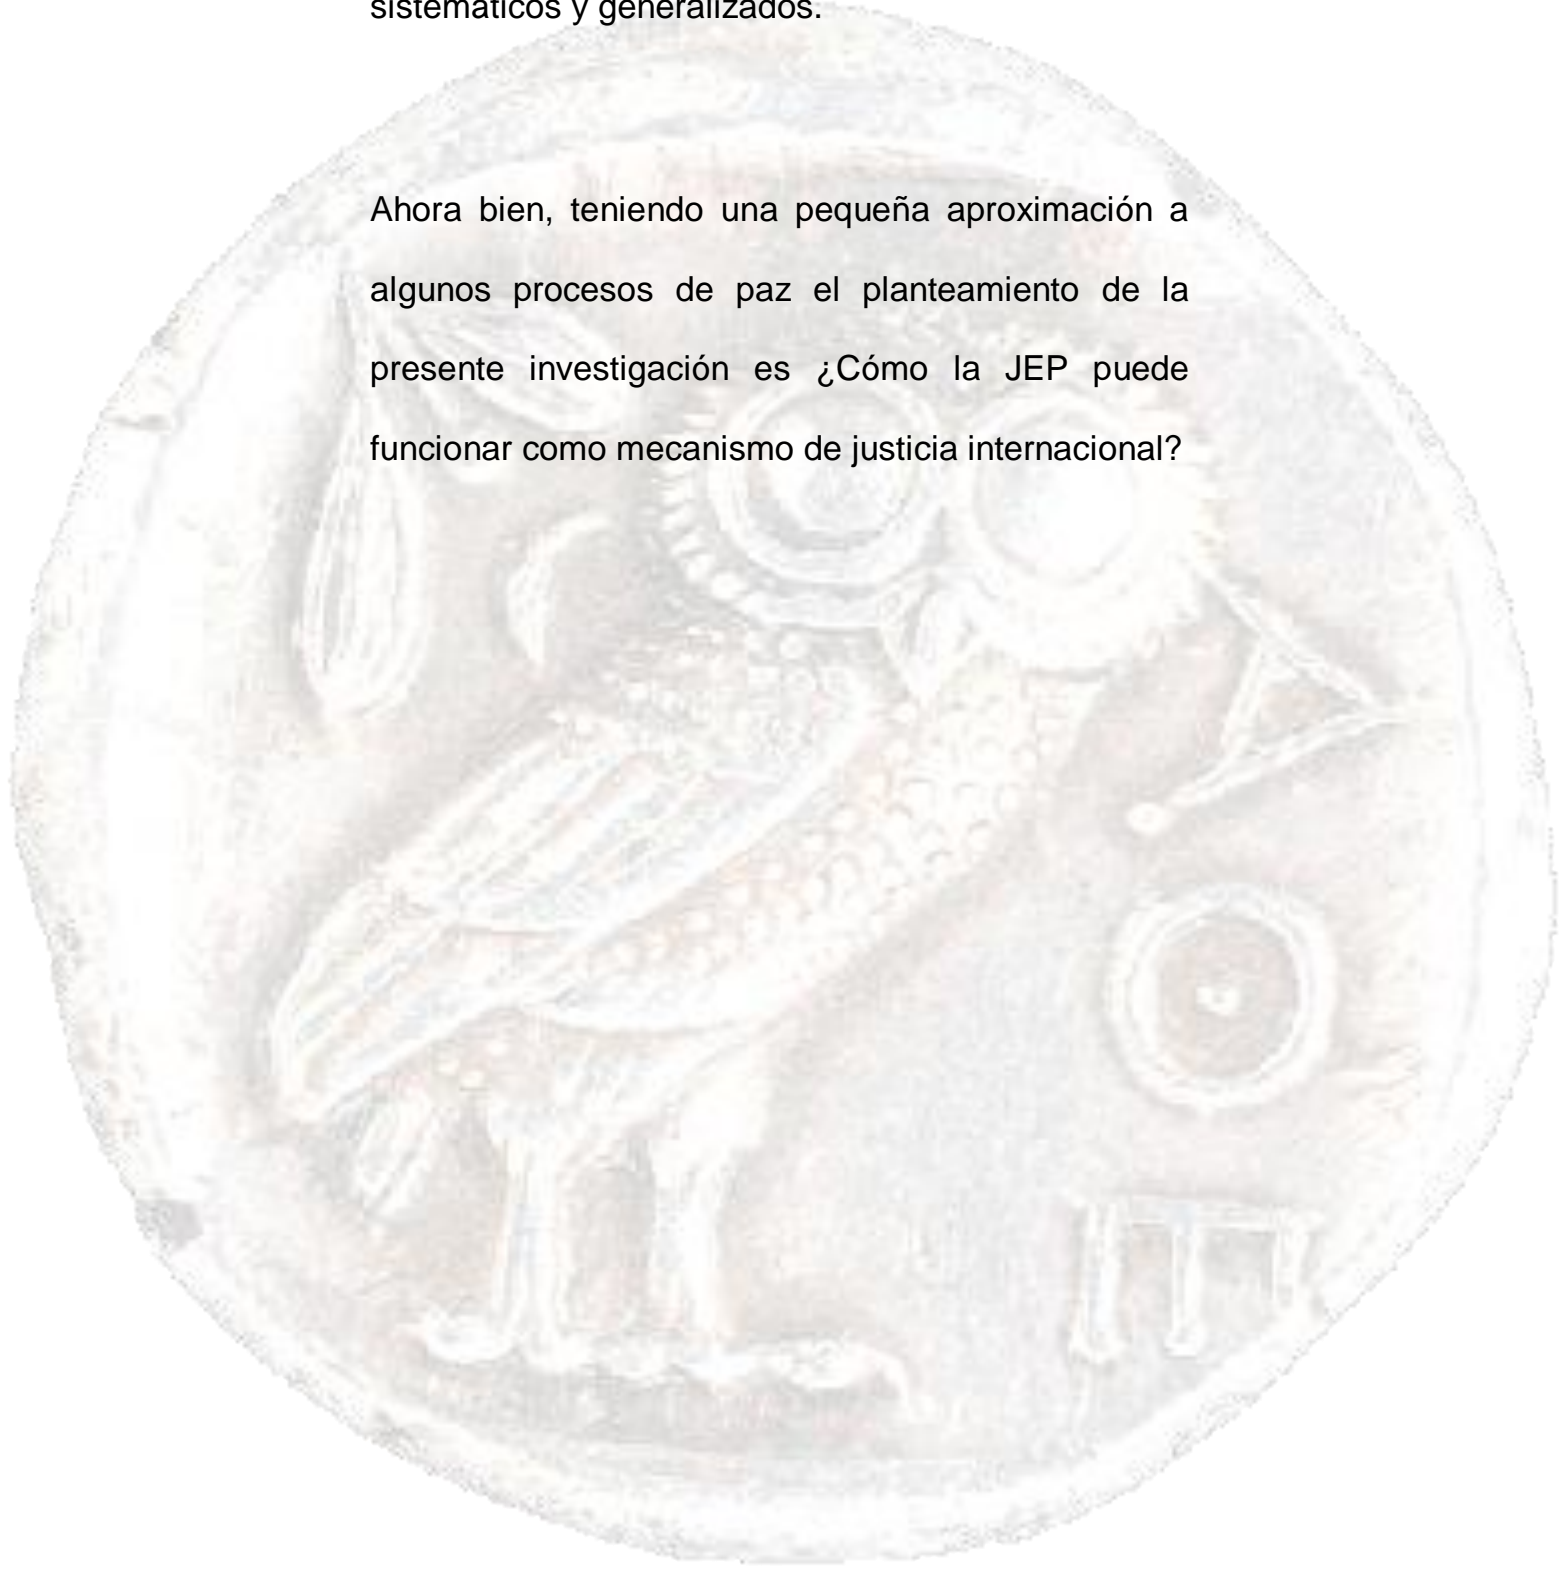 sistemáticos y generalizados.
Ahora bien, teniendo una pequeña aproximación a
algunos procesos de paz el planteamiento de la
presente investigación es ¿Cómo la JEP puede
funcionar como mecanismo de justicia internacional?